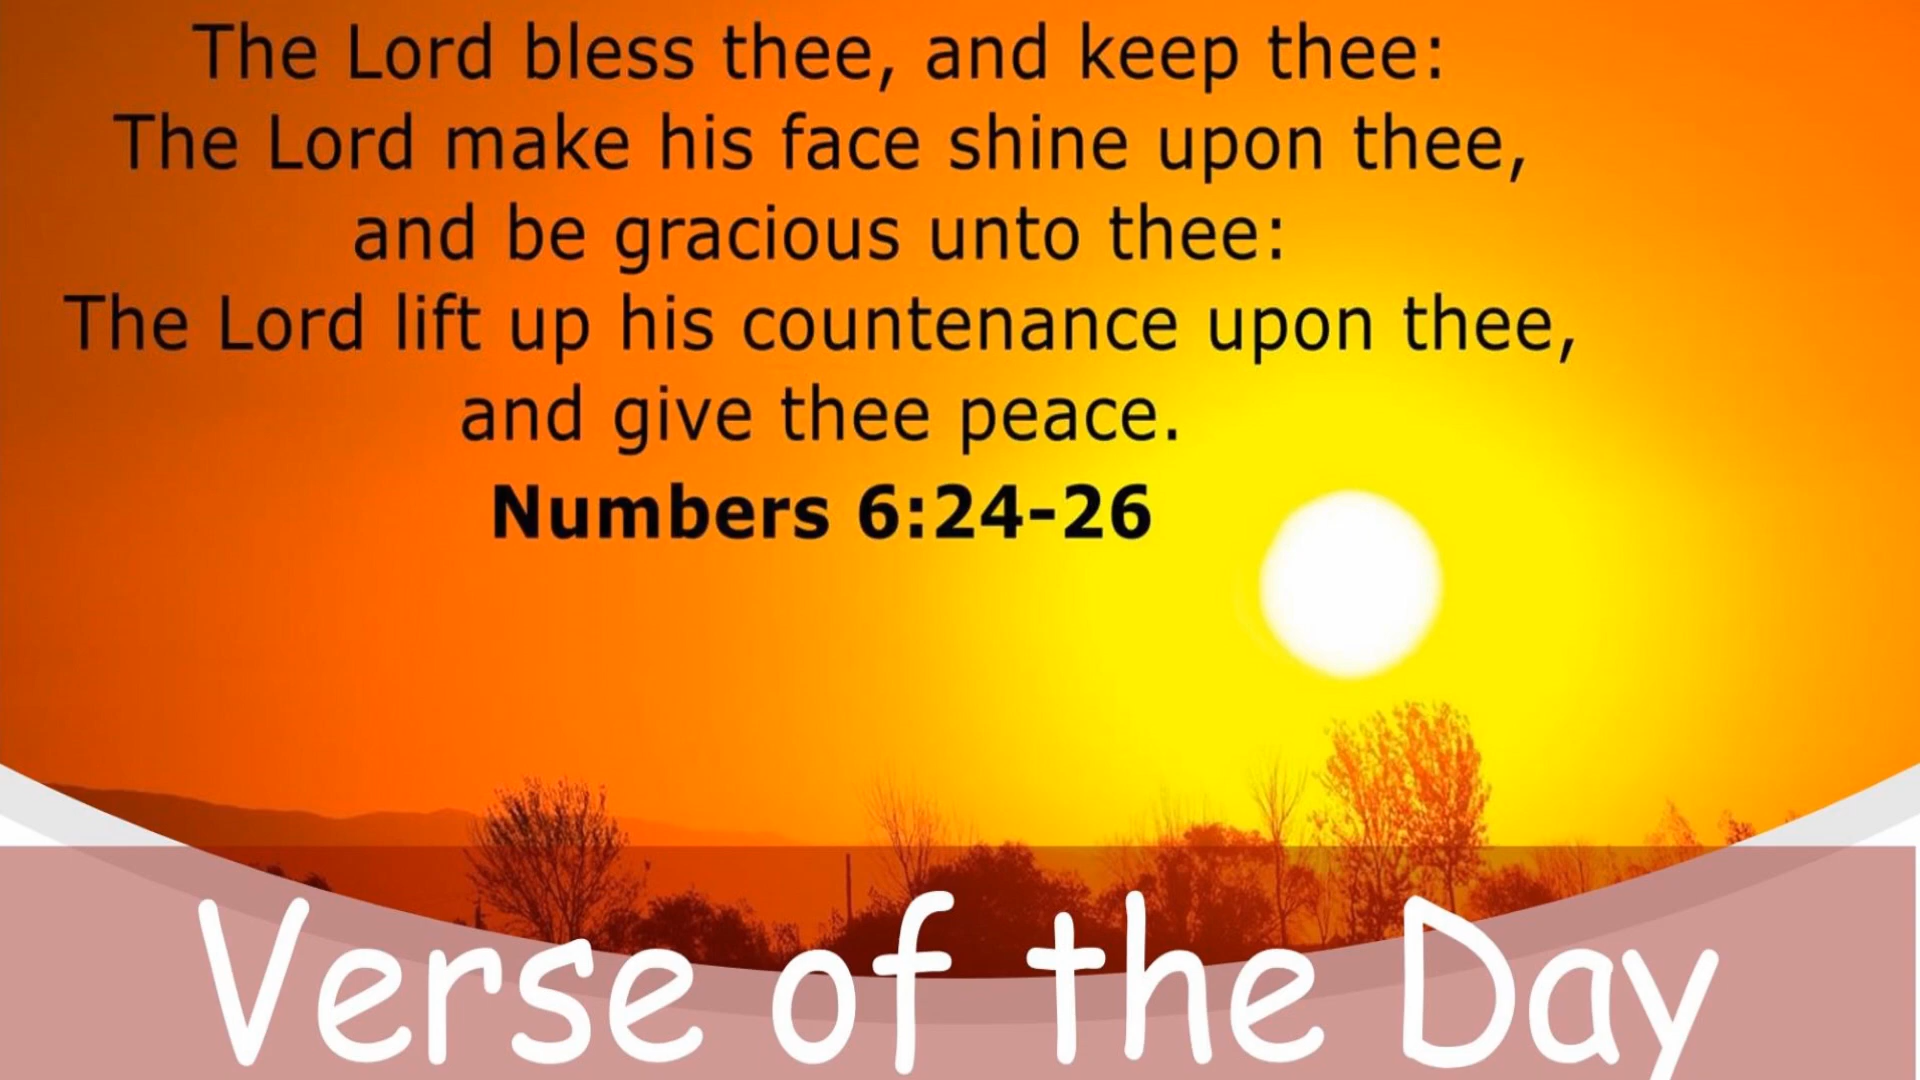 The Lord bless thee, and keep thee:
The Lord make his face shine upon thee,
and be gracious unto thee:
The Lord lift up his countenance upon thee,
and give thee peace.
Numbers 6:24-26
Verse of the Day